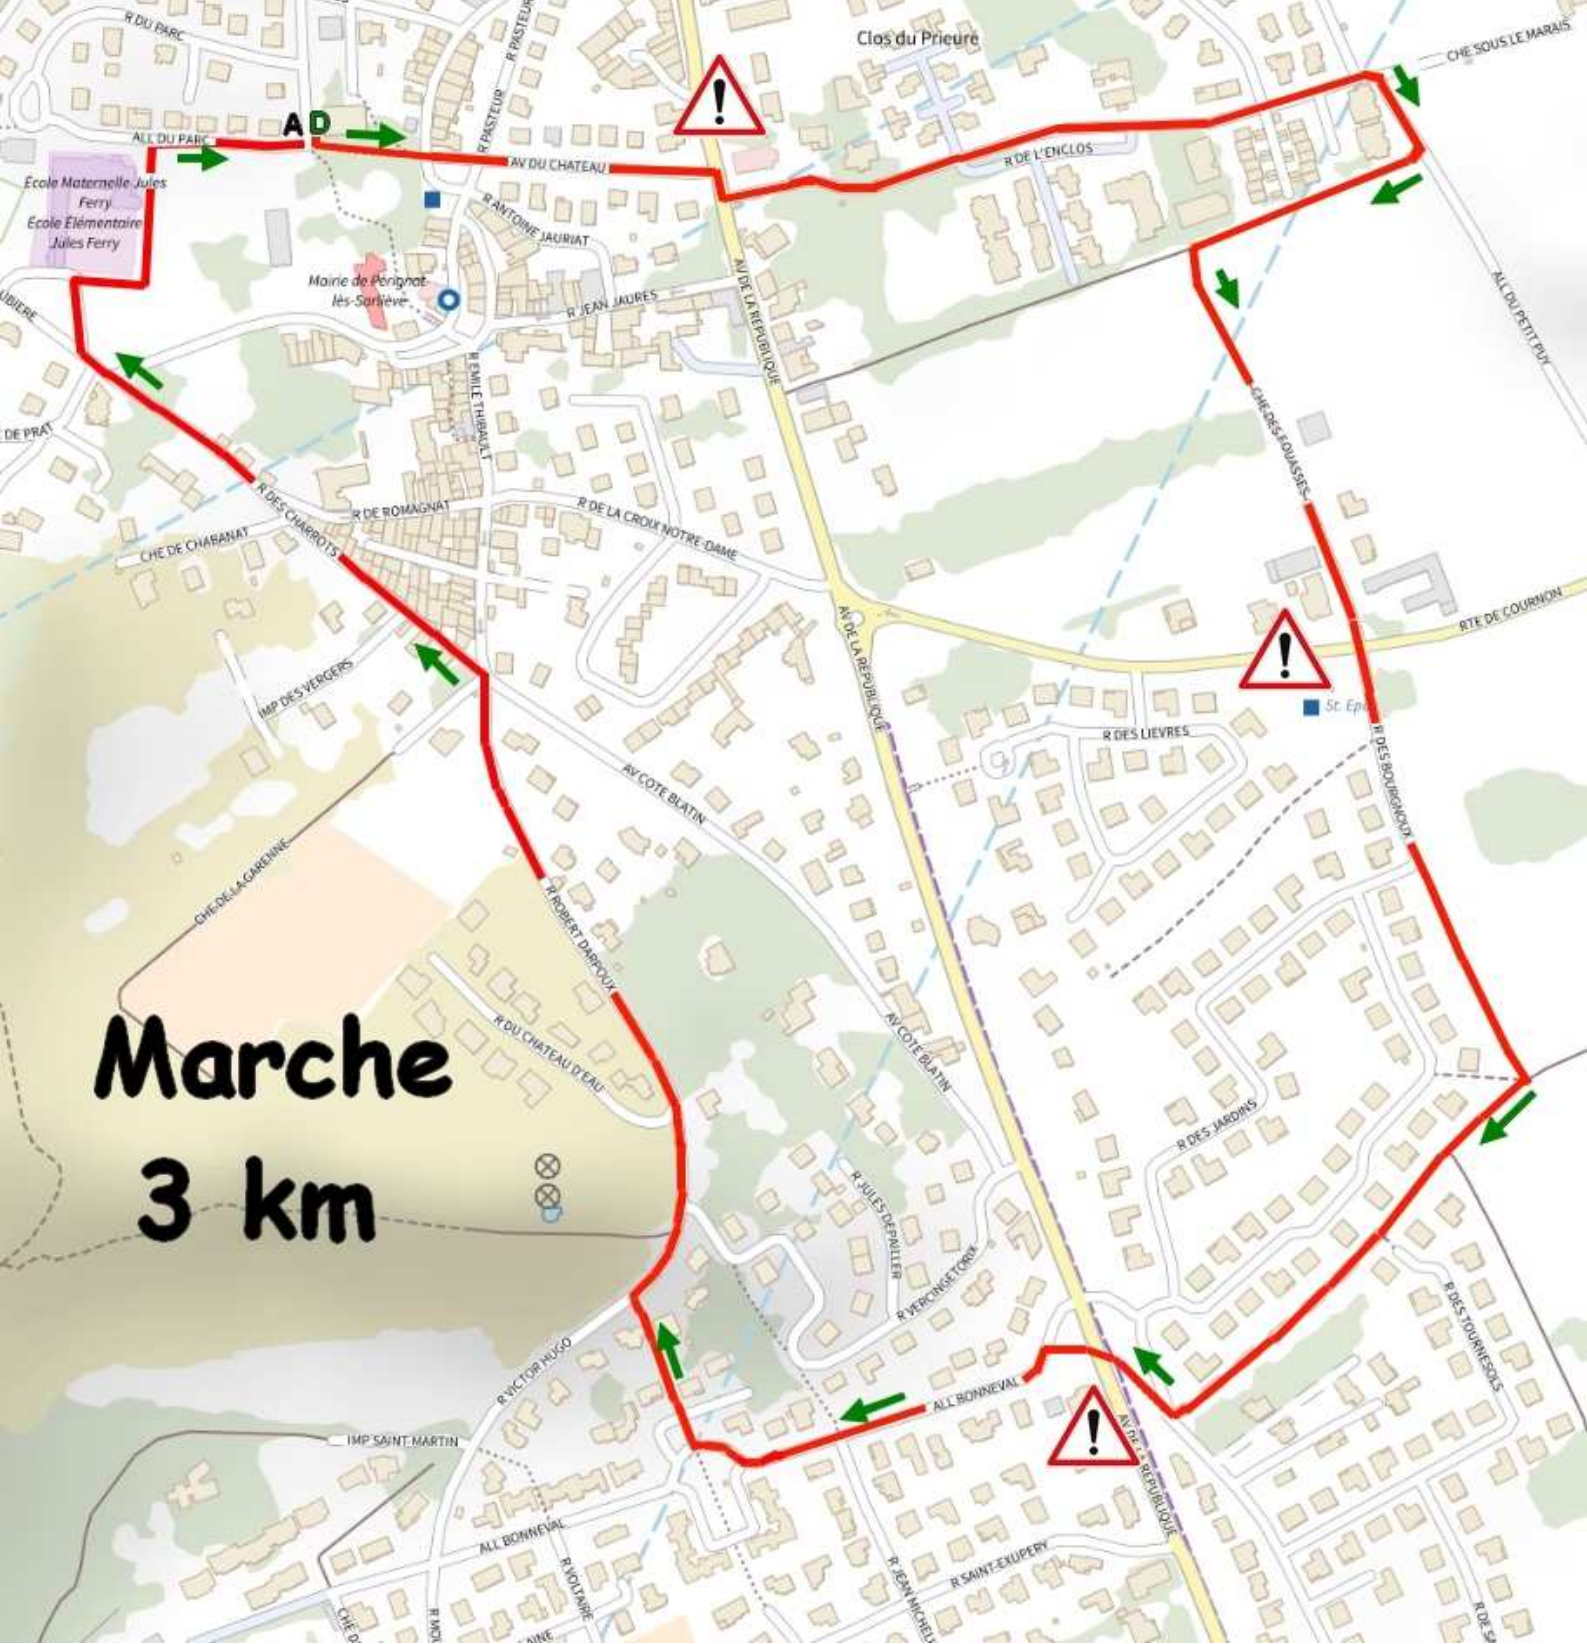 R DU PARC
R PASTEUR
Clos du Prieure
CHE SOUS LE MARAIS
!
A D
ALL DU PARC
R PASTEUR
AV DU CHATEAU
R DE L'ENCLOS
Ecole Maternelle Jules
Ferry
Ecole Élémentaire
Jules Ferry
R ANTOINE JAURIAT
Mairie de Pérignat-
lès-Sarliève
R JEAN JAURES
AV DE LA REPUBLIQUE
ALL DU PETIT PUY
R EMILE THIBAULT
CHE DES FOUASSES
DE PRAT
R DES CHARROTS
R DE ROMAGNAT
R DE LA CROIX NOTRE-DAME
CHE DE CHABANAT
RTE DE COURNON
AV DE LA REPUBLIQUE
!
IMP DES VERGERS
R DES LIEVRES
R DES BOURGNOUX
AV COTE BLATIN
CHE-DE-LA-GARENNE
R ROBERT DARPOUX
R DU CHATEAU D'EAU
AV COTE BLATIN
Marche
3 km
R DES JARDINS
R JULES DEPAILLER
R VERCINGETORIX
R DES TOURNESOLS
R VICTOR HUGO
ALL BONNEVAL
!
AV DE LA REPUBLIQUE
IMP SAINT-MARTIN
ALL BONNEVAL
R VOLTAIRE
R SAINT-EXUPERY
R JEAN MICHEL